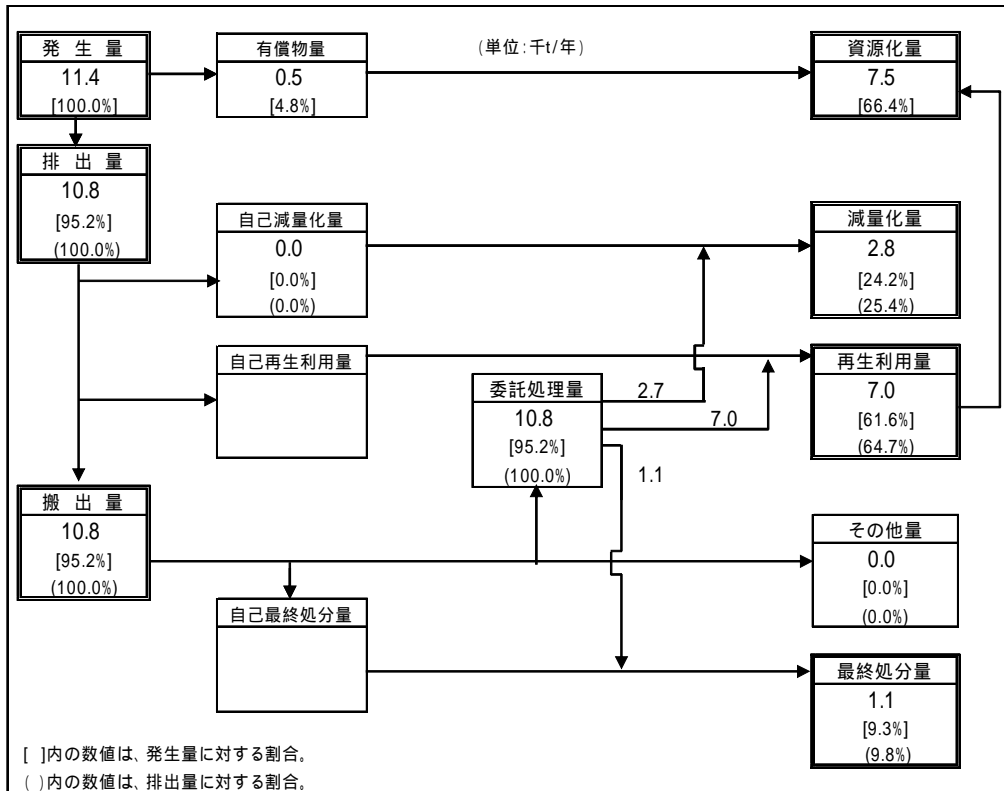 発 生 量
11.4
[100.0%]
有償物量
0.5
[4.8%]
(単位:千t/年)
資源化量
7.5
[66.4%]
排 出 量
10.8
[95.2%]
(100.0%)
自己減量化量
0.0
[0.0%]
(0.0%)
減量化量
2.8
[24.2%]
(25.4%)
自己再生利用量
再生利用量
7.0
[61.6%]
(64.7%)
委託処理量
10.8
[95.2%]
(100.0%)
2.7
7.0
1.1
搬 出 量
10.8
[95.2%]
(100.0%)
その他量
0.0
[0.0%]
(0.0%)
自己最終処分量
最終処分量
1.1
[9.3%]
(9.8%)
[ ]内の数値は、発生量に対する割合。
( )内の数値は、排出量に対する割合。